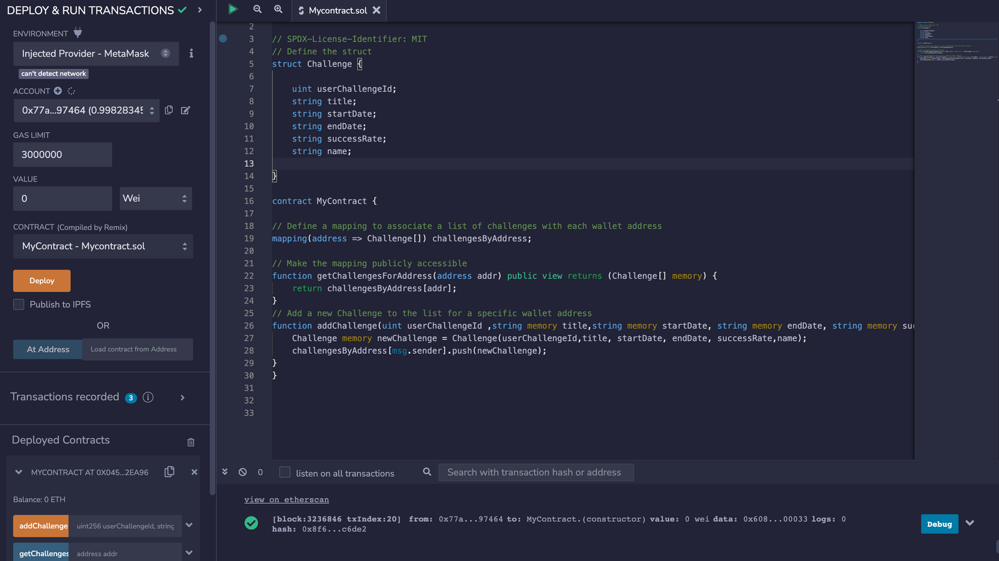 DEPLOY & RUN TRANSACTIONS
ENVIRONMENT
Injected Provider - MetaMask
can't detect network
ACCOUNT
0x77a...97464 (0.99828345
GAS LIMIT
3000000
VALUE
0
Wei
CONTRACT (Compiled by Remix)
MyContract - Mycontract.sol
Deploy
Publish to IPFS
OR
At Address
Load contract from Address
Transactions recorded 3
Deployed Contracts
MYCONTRACT AT 0X045...2EA96
Balance: 0 ETH
addChallenge
uint256 userChallengeId, string
getChallenges
address addr
Mycontract.sol
2
3 // SPDX-License-Identifier: MIT
4 // Define the struct
5 struct Challenge {
6
7 uint userChallengeId;
8 string title;
9 string startDate;
10 string endDate;
11 string successRate;
12 string name;
13
14 }
15
16 contract MyContract {
17
18 // Define a mapping to associate a list of challenges with each wallet address
19 mapping(address => Challenge[]) challengesByAddress;
20
21 // Make the mapping publicly accessible
22 function getChallengesForAddress(address addr) public view returns (Challenge[] memory) {
23 return challengesByAddress[addr];
24 }
25 // Add a new Challenge to the list for a specific wallet address
26 function addChallenge(uint userChallengeId ,string memory title,string memory startDate, string memory endDate, string memory suc
27 Challenge memory newChallenge = Challenge(userChallengeId,title, startDate, endDate, successRate,name);
28 challengesByAddress[msg.sender].push(newChallenge);
29 }
30 }
31
32
33
0
listen on all transactions
Search with transaction hash or address
view on etherscan
[block:3236846 txIndex:20] from: 0x77a...97464 to: MyContract.(constructor) value: 0 wei data: 0x608...00033 logs: 0
hash: 0x8f6...c6de2
Debug